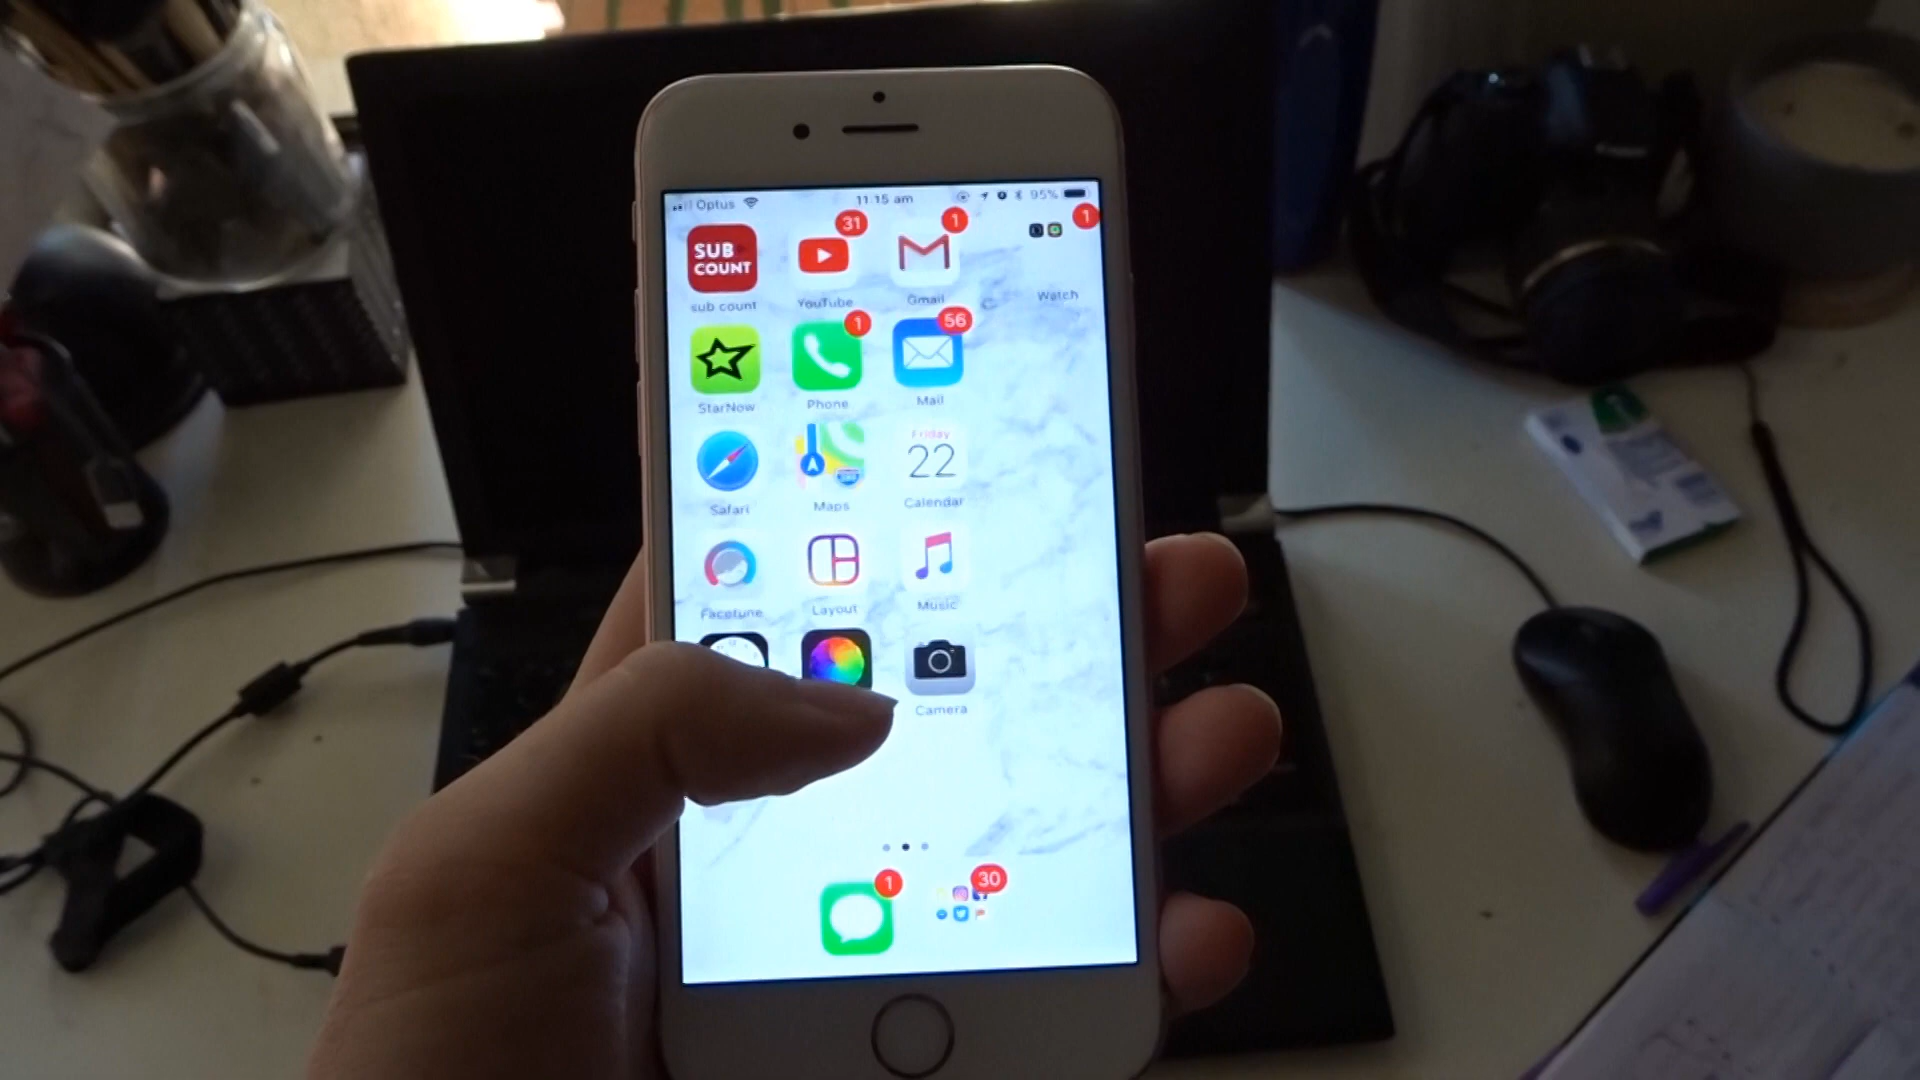 Optus 11:15 am 95%
SUB
COUNT
31
1
1
sub count YouTube Gmail Watch
1
56
StarNow Phone Mail
Friday
22
Safari Maps Calendar
Facetune Layout Music
Camera
1
30